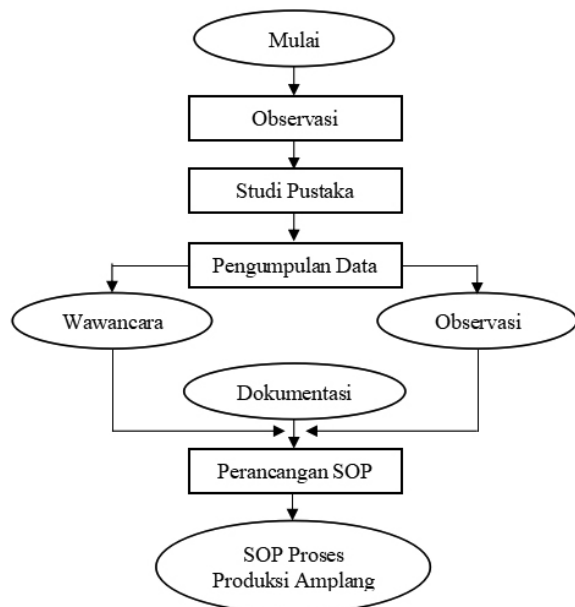 Mulai
Observasi
Studi Pustaka
Pengumpulan Data
Wawancara
Observasi
Dokumentasi
Perancangan SOP
SOP Proses
Produksi Amplang